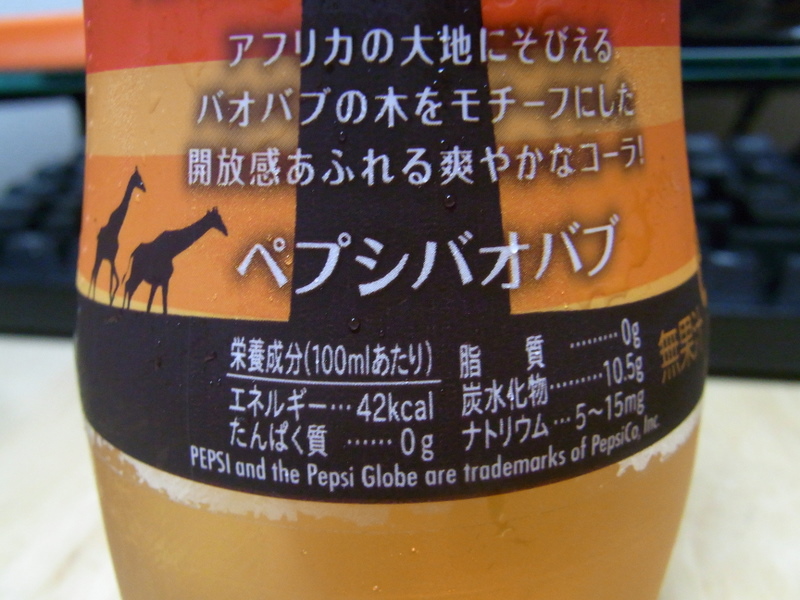 アフリカの大地にそびえる
バオバブの木をモチーフにした
開放感あふれる爽やかなコーラ!
ペプシバオバブ
栄養成分(100mlあたり)
エネルギー…42kcal
たんぱく質……0g
脂質………0g
炭水化物………10.5g
ナトリウム…5~15mg
無果汁
PEPSI and the Pepsi Globe are trademarks of PepsiCo, Inc.